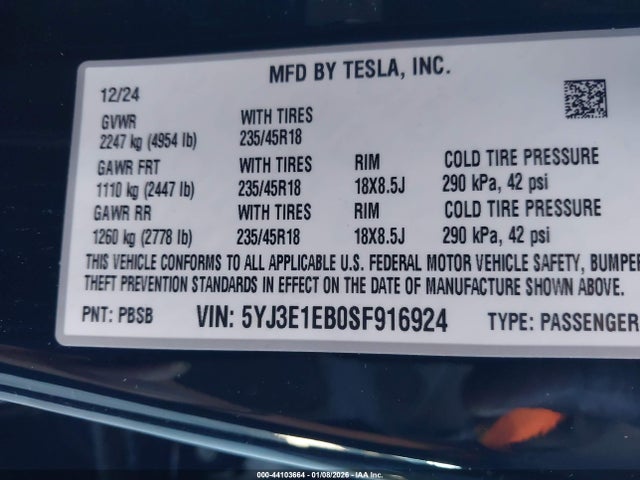 MFD BY TESLA, INC.
12/24
GVWR WITH TIRES
2247 kg (4954 lb) 235/45R18
GAWR FRT WITH TIRES RIM COLD TIRE PRESSURE
1110 kg (2447 lb) 235/45R18 18X8.5J 290 kPa, 42 psi
GAWR RR WITH TIRES RIM COLD TIRE PRESSURE
1260 kg (2778 lb) 235/45R18 18X8.5J 290 kPa, 42 psi
THIS VEHICLE CONFORMS TO ALL APPLICABLE U.S. FEDERAL MOTOR VEHICLE SAFETY, BUMPER
THEFT PREVENTION STANDARDS IN EFFECT ON THE DATE OF MANUFACTURE SHOWN ABOVE.
PNT: PBSB VIN: 5YJ3E1EB0SF916924 TYPE: PASSENGER
000-44103664 - 01/08/2026 - IAA Inc.